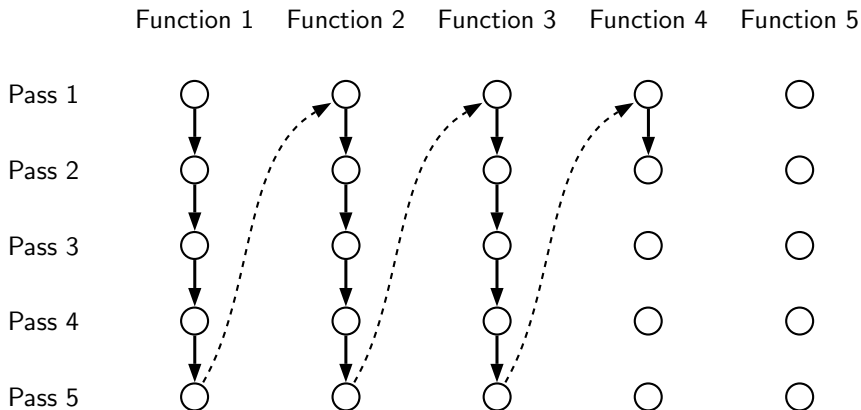 Function 1 Function 2 Function 3 Function 4 Function 5
Pass 1
Pass 2
Pass 3
Pass 4
Pass 5